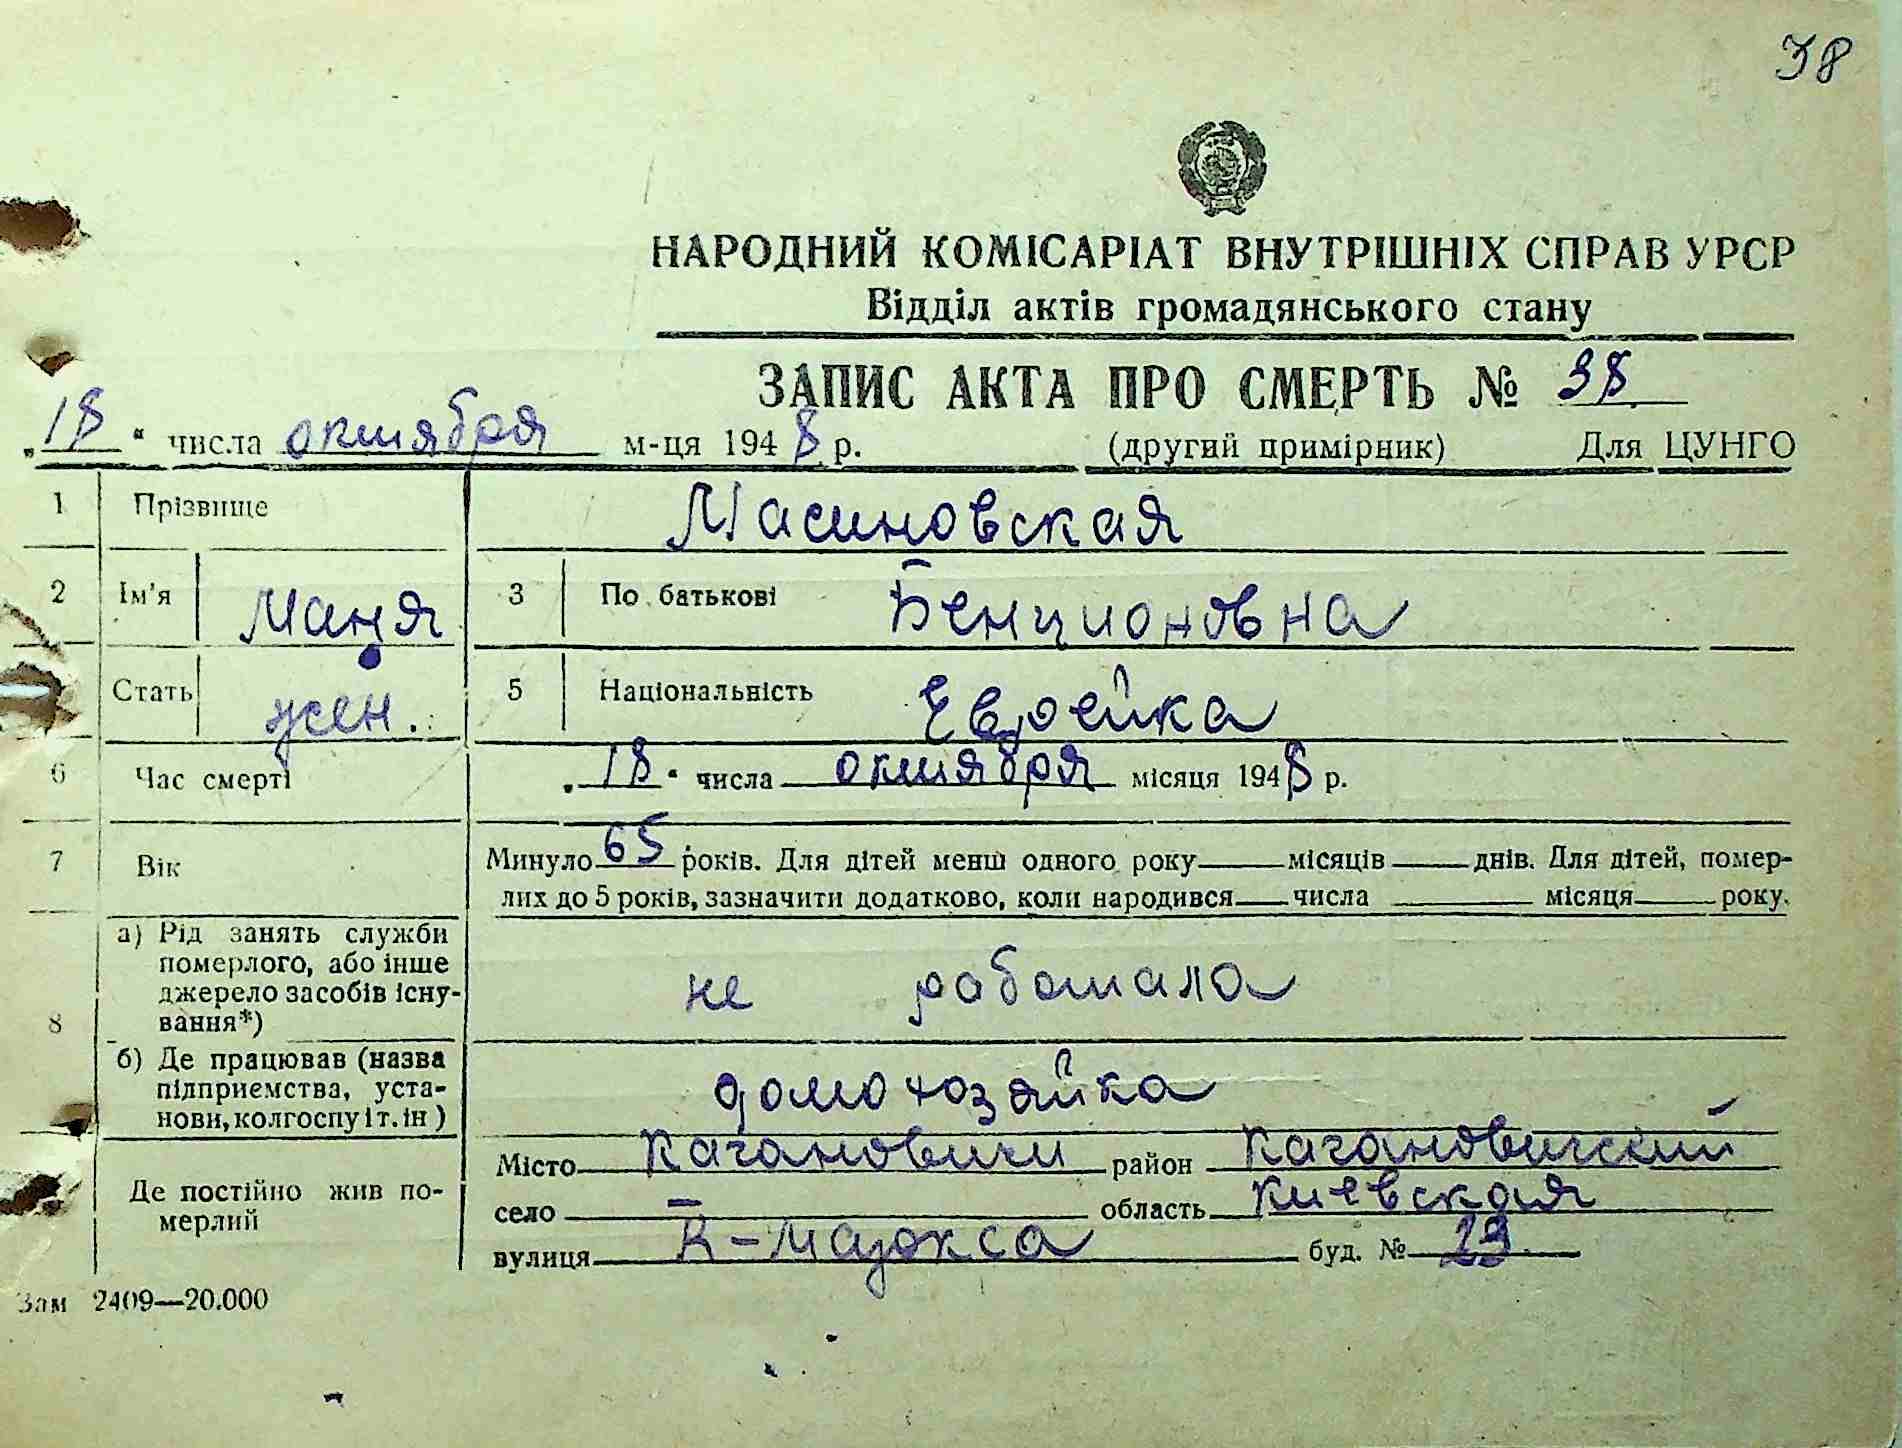 38
НАРОДНИЙ КОМІСАРІАТ ВНУТРІШНІХ СПРАВ УРСР
Відділ актів громадянського стану
ЗАПИС АКТА ПРО СМЕРТЬ № 38
„18“ числа октября м-ця 1948 р. (другий примірник) Для ЦУНГО
1 Прізвище Масиновская
2 Ім'я Маня 3 По батькові Бенционовна
Стать жен. 5 Національність Еврейка
6 Час смерті „18“ числа октября місяця 1948 р.
7 Вік Минуло 65 років. Для дітей менш одного року — місяців — днів. Для дітей, помер-
лих до 5 років, зазначити додатково, коли народився — числа — місяця — року.
8 а) Рід занять служби
померлого, або інше
джерело засобів існу-
вання*) не работала
б) Де працював (назва
підприємства, уста-
нови, колгоспу і т. ін) домохозяйка
Де постійно жив по-
мерлий
Місто Кагановичи район Кагановичский
село — область Киевская
вулиця К-Маркса буд. №
Зам 2409—20.000